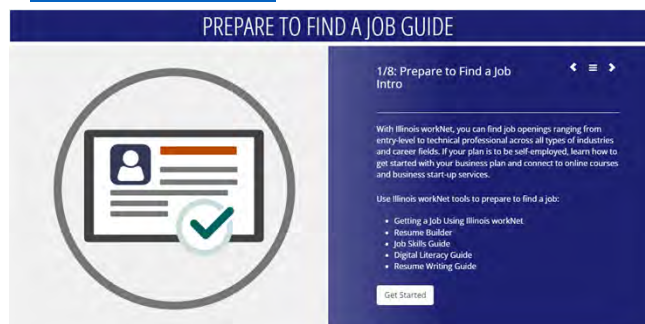 PREPARE TO FIND A JOB GUIDE
1/8: Prepare to Find a Job
Intro
With Illinois workNet, you can find job openings ranging from
entry-level to technical professional across all types of industries
and career fields. If your plan is to be self-employed, learn how to
get started with your business plan and connect to online courses
and business start-up services.
Use Illinois workNet tools to prepare to find a job:
• Getting a Job Using Illinois workNet
• Resume Builder
• Job Skills Guide
• Digital Literacy Guide
• Resume Writing Guide
Get Started